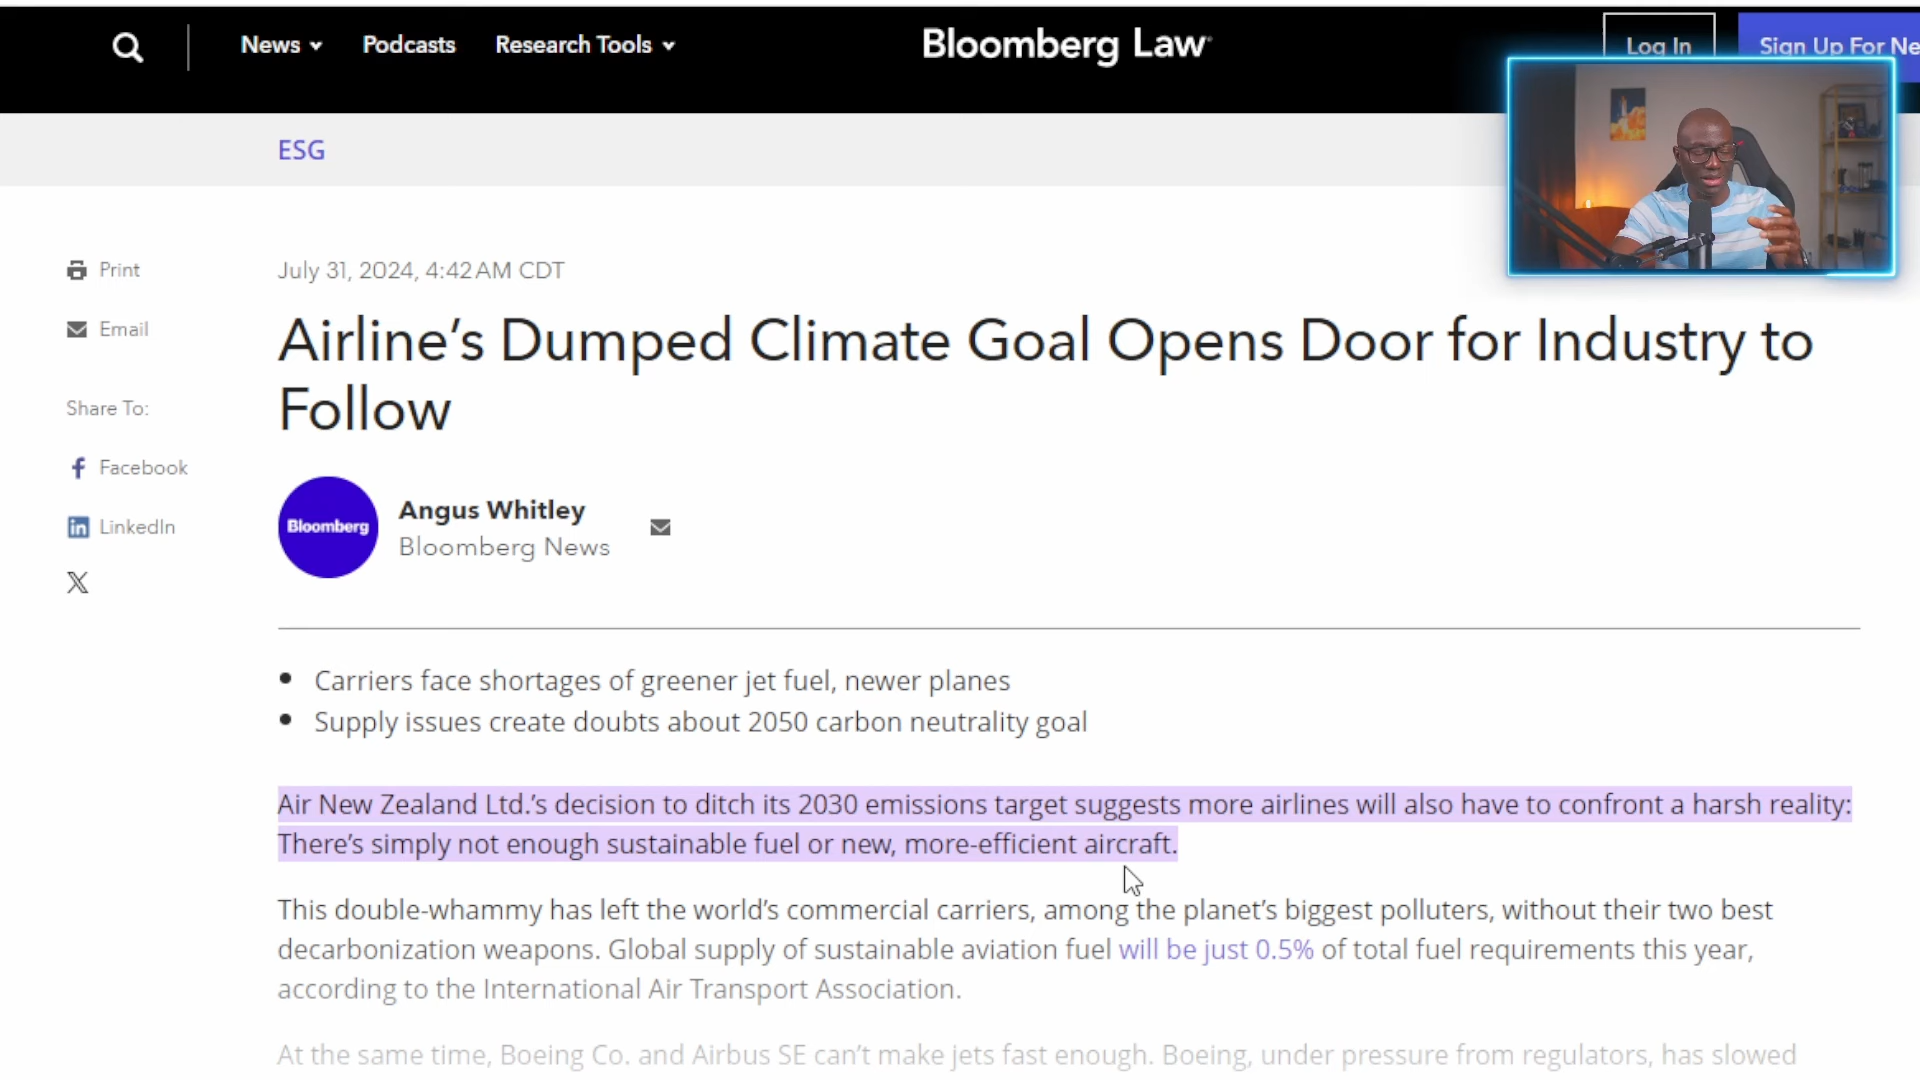 News
Podcasts
Research Tools
Bloomberg Law
Log In
Sign Up For Ne
ESG
Print
July 31, 2024, 4:42 AM CDT
Email
Airline’s Dumped Climate Goal Opens Door for Industry to
Follow
Share To:
Facebook
LinkedIn
Bloomberg
Angus Whitley
Bloomberg News
• Carriers face shortages of greener jet fuel, newer planes
• Supply issues create doubts about 2050 carbon neutrality goal
Air New Zealand Ltd.’s decision to ditch its 2030 emissions target suggests more airlines will also have to confront a harsh reality:
There’s simply not enough sustainable fuel or new, more-efficient aircraft.
This double-whammy has left the world’s commercial carriers, among the planet’s biggest polluters, without their two best
decarbonization weapons. Global supply of sustainable aviation fuel will be just 0.5% of total fuel requirements this year,
according to the International Air Transport Association.
At the same time, Boeing Co. and Airbus SE can’t make jets fast enough. Boeing, under pressure from regulators, has slowed